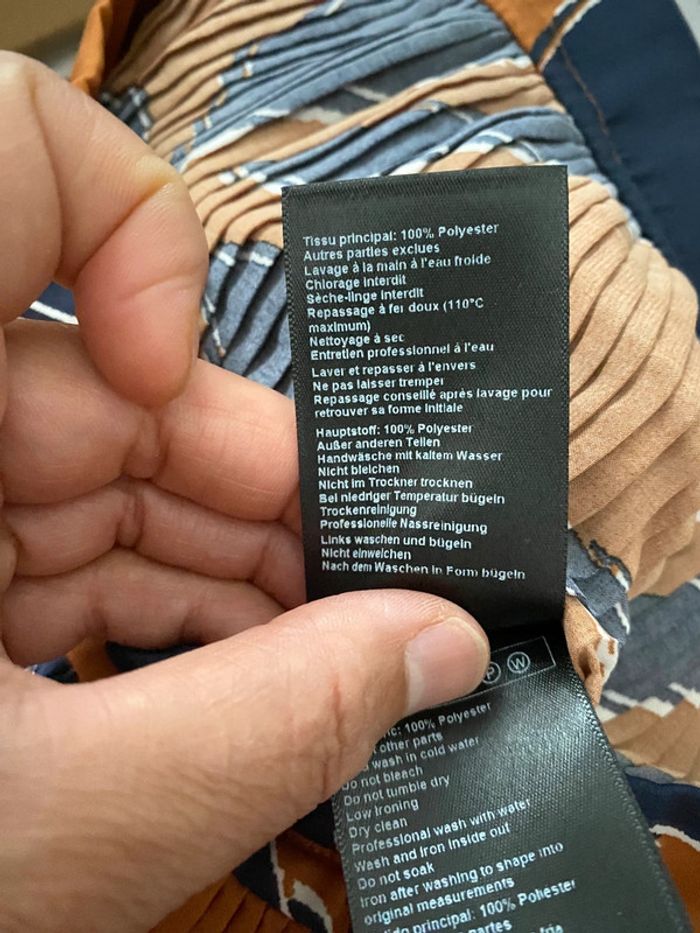 Tissu principal: 100% Polyester
Autres parties exclues
Lavage à la main à l'eau froide
Chlorage interdit
Sèche-linge interdit
Repassage à fer doux (110°C
maximum)
Nettoyage à sec
Entretien professionnel à l'eau
Laver et repasser à l'envers
Ne pas laisser tremper
Repassage conseillé après lavage pour
retrouver sa forme initiale
Hauptstoff: 100% Polyester
Außer anderen Teilen
Handwäsche mit kaltem Wasser
Nicht bleichen
Nicht im Trockner trocknen
Bei niedriger Temperatur bügeln
Trockenreinigung
Professionelle Nassreinigung
Links waschen und bügeln
Nicht einweichen
Nach dem Waschen in Form bügeln
P W
100% Polyester
other parts
wash in cold water
Do not bleach
Do not tumble dry
Low ironing
Dry clean
Professional wash with water
Wash and iron inside out
Do not soak
Iron after washing to shape into
original measurements
principal: 100% Poliester